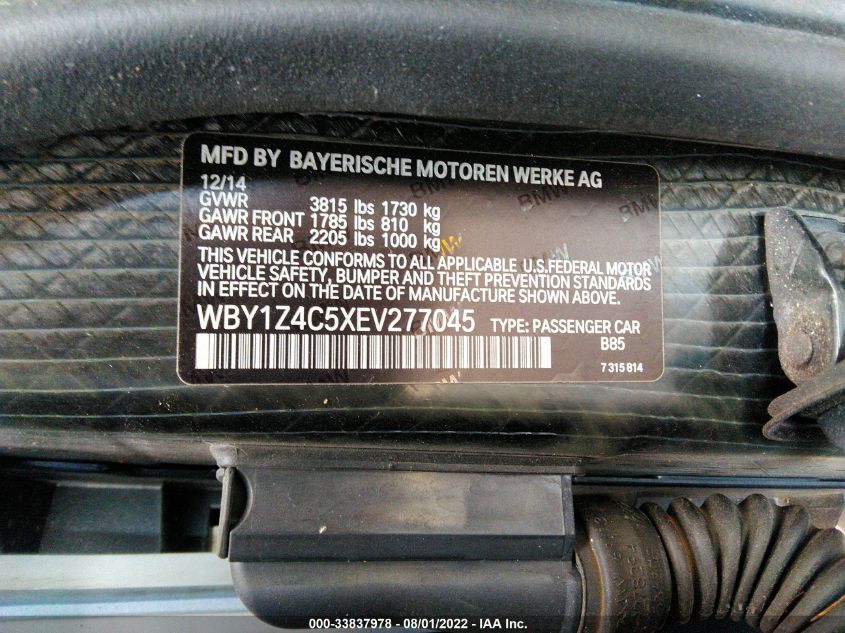 MFD BY BAYERISCHE MOTOREN WERKE AG
12/14
GVWR 3815 lbs 1730 kg
GAWR FRONT 1785 lbs 810 kg
GAWR REAR 2205 lbs 1000 kg
THIS VEHICLE CONFORMS TO ALL APPLICABLE U.S.FEDERAL MOTOR
VEHICLE SAFETY, BUMPER AND THEFT PREVENTION STANDARDS
IN EFFECT ON THE DATE OF MANUFACTURE SHOWN ABOVE.
WBY1Z4C5XEV277045 TYPE: PASSENGER CAR
B85
7 315 814
000-33837978 - 08/01/2022 - IAA Inc.